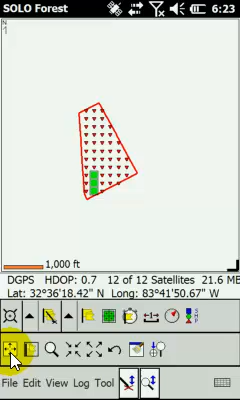 SOLO Forest 6:23
N
1,000 ft
DGPS HDOP: 0.7 12 of 12 Satellites 21.6 MB
Lat: 32°36'18.42" N Long: 83°41'50.67" W
File Edit View Log Tool